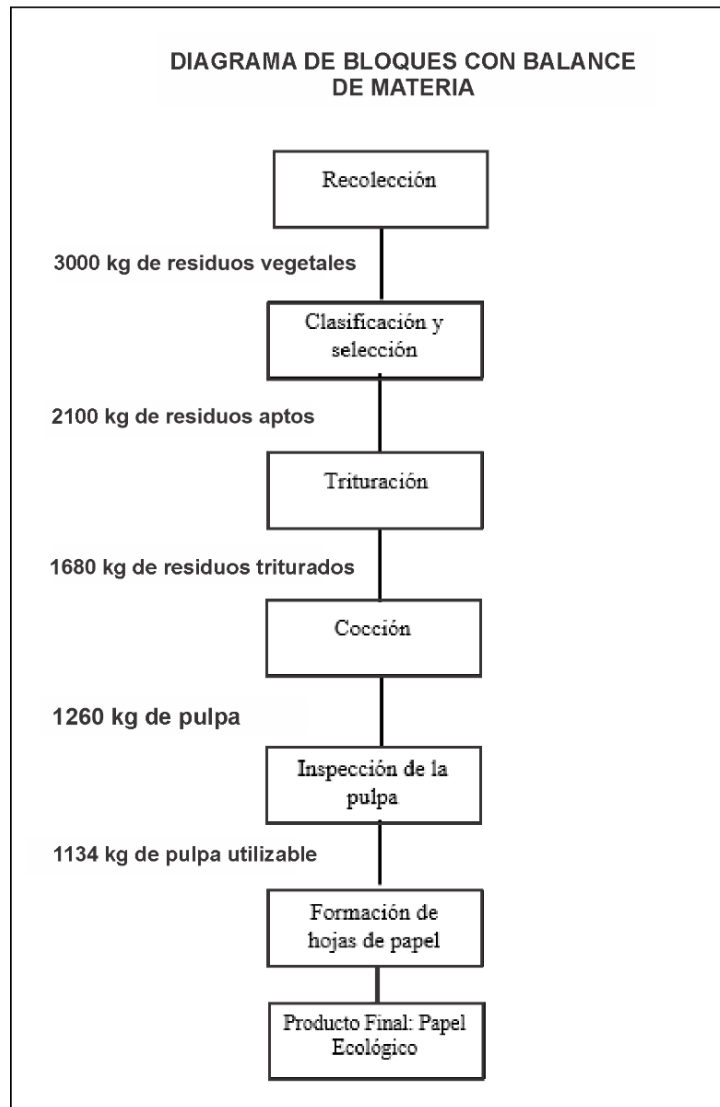 DIAGRAMA DE BLOQUES CON BALANCE
DE MATERIA
Recolección
3000 kg de residuos vegetales
Clasificación y
selección
2100 kg de residuos aptos
Trituración
1680 kg de residuos triturados
Cocción
1260 kg de pulpa
Inspección de la
pulpa
1134 kg de pulpa utilizable
Formación de
hojas de papel
Producto Final: Papel
Ecológico